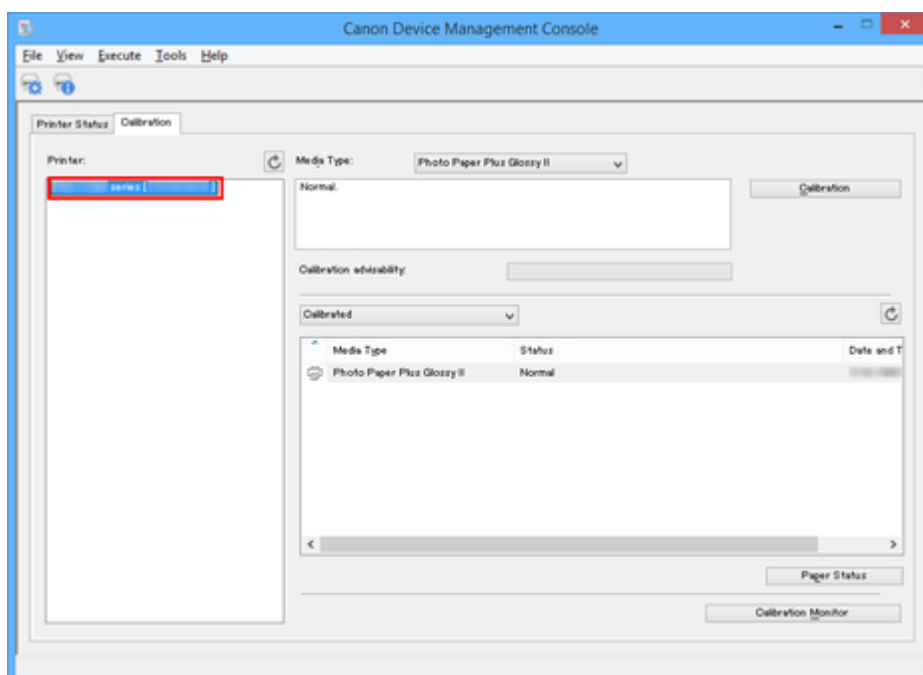 Canon Device Management Console
File View Execute Tools Help
Printer Status Calibration
Printer: Media Type: Photo Paper Plus Glossy II
series [ ]
Normal.
Calibration
Calibration advisability:
Calibrated
Media Type Status Date and T
Photo Paper Plus Glossy II Normal
Paper Status
Calibration Monitor